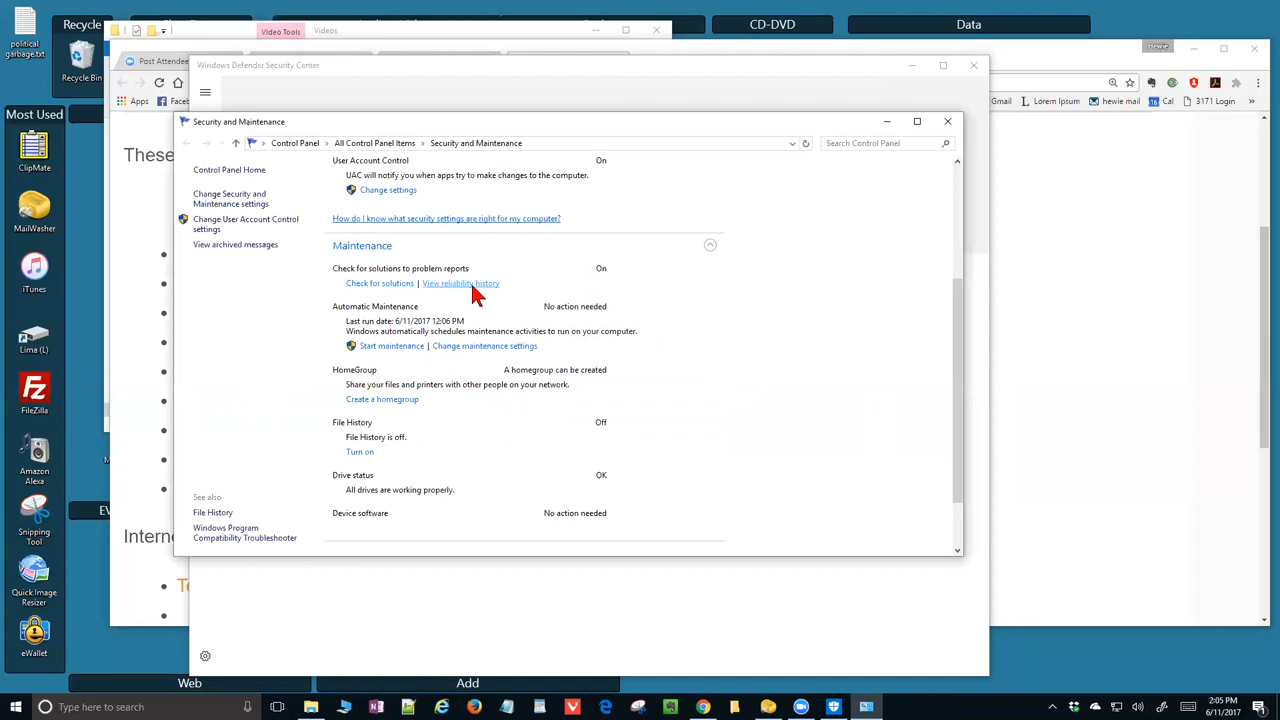 political
garbage.txt
Recycle
Recycle Bin
Most Used
ClipMate
MailWasher
iTunes
Lima (L)
FileZilla
Amazon
Alexa
Snipping
Tool
Quick Image
Resizer
eWallet
CD-DVD
Data
Video Tools
Videos
Post Attendee
Howie
Apps
Faceb
Gmail
Lorem Ipsum
hewie mail
Cal
3171 Golf
These
Intern
Windows Defender Security Center
Security and Maintenance
Control Panel
All Control Panel Items
Security and Maintenance
Search Control Panel
Control Panel Home
Change Security and
Maintenance settings
Change User Account Control
settings
View archived messages
User Account Control On
UAC will notify you when apps try to make changes to the computer.
Change settings
How do I know what security settings are right for my computer?
Maintenance
Check for solutions to problem reports On
Check for solutions | View reliability history
Automatic Maintenance No action needed
Last run date: 6/11/2017 12:06 PM
Windows automatically schedules maintenance activities to run on your computer.
Start maintenance | Change maintenance settings
HomeGroup A homegroup can be created
Share your files and printers with other people on your network.
Create a homegroup
File History Off
File History is off.
Turn on
Drive status OK
All drives are working properly.
Device software No action needed
See also
File History
Windows Program
Compatibility Troubleshooter
Web
Add
Type here to search
2:05 PM
6/11/2017